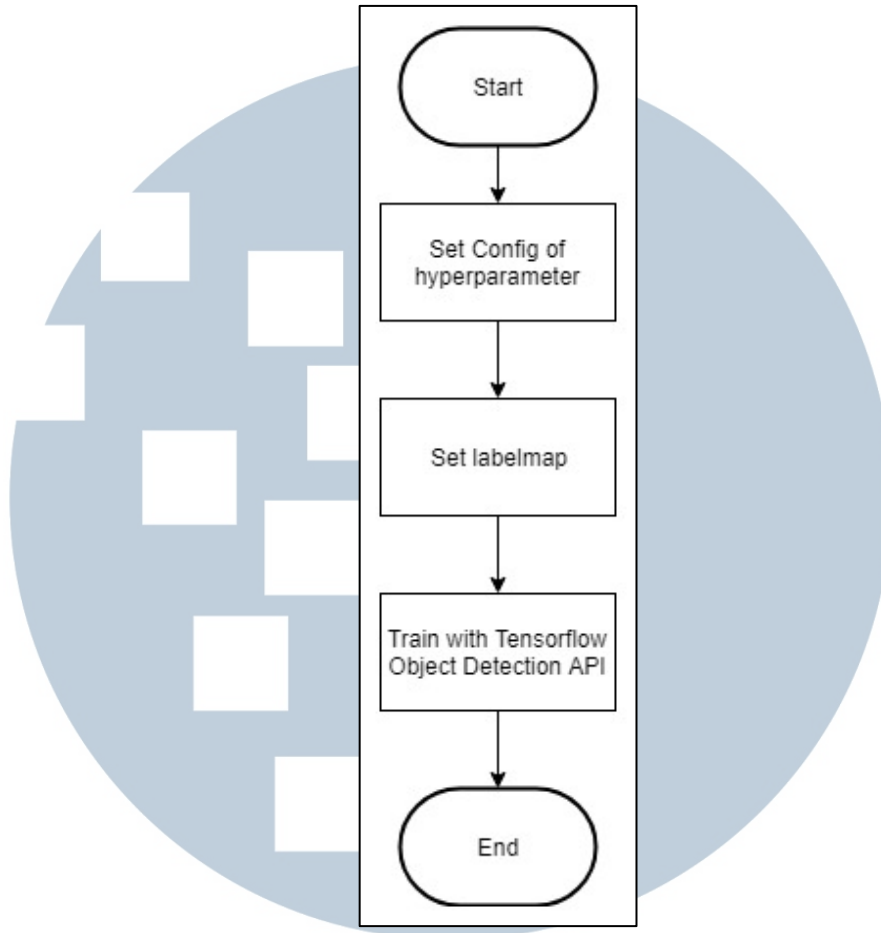 Start
Set Config of
hyperparameter
Set labelmap
Train with Tensorflow
Object Detection API
End